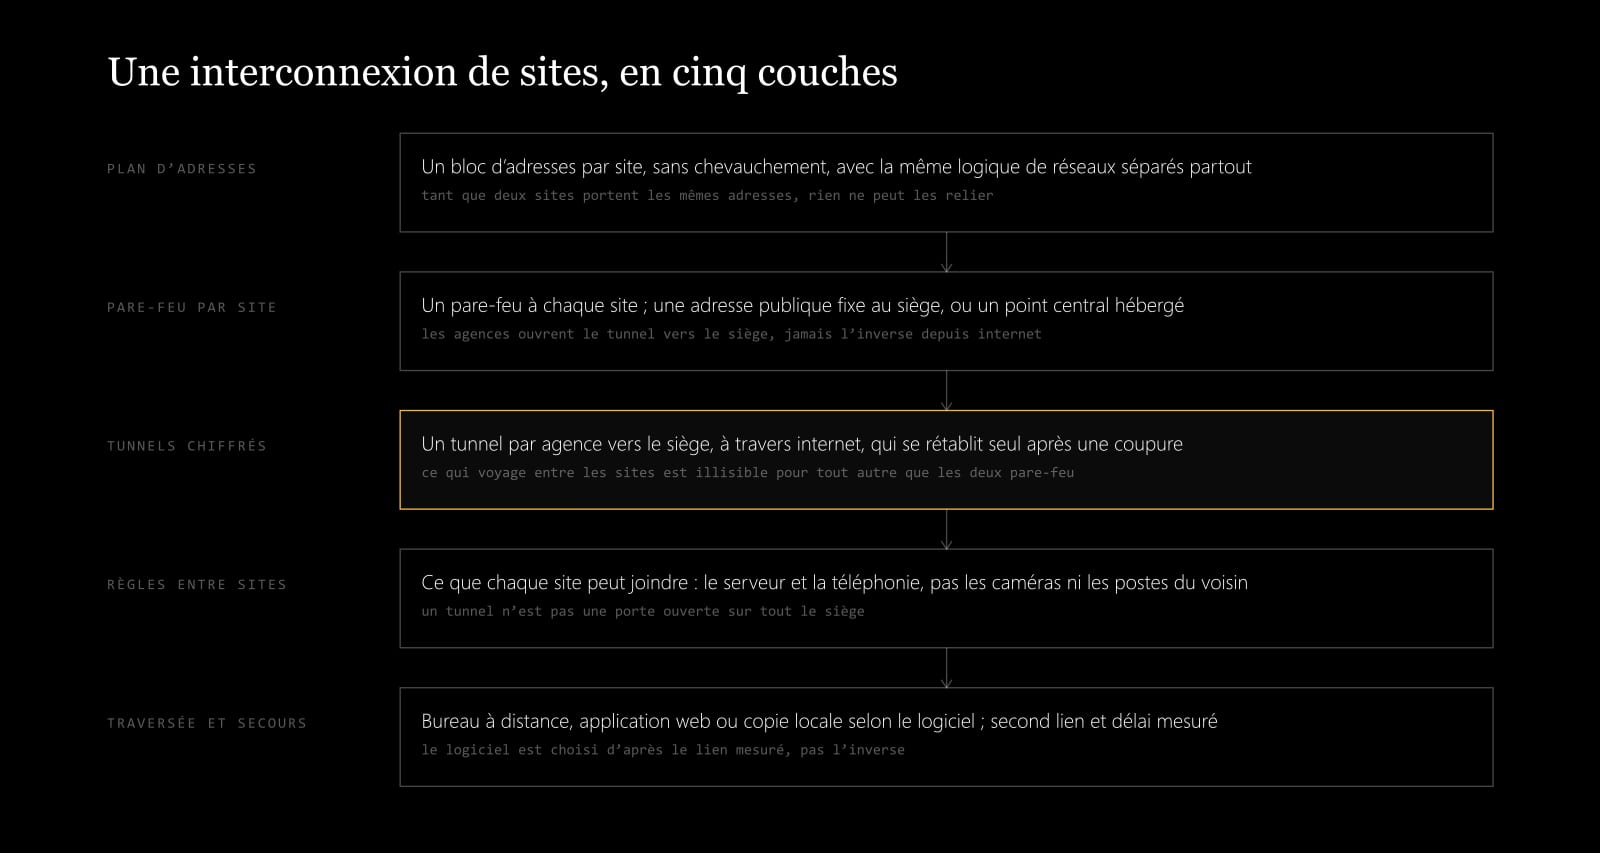 Une interconnexion de sites, en cinq couches
PLAN D’ADRESSES
Un bloc d’adresses par site, sans chevauchement, avec la même logique de réseaux séparés partout
tant que deux sites portent les mêmes adresses, rien ne peut les relier
PARE-FEU PAR SITE
Un pare-feu à chaque site ; une adresse publique fixe au siège, ou un point central hébergé
les agences ouvrent le tunnel vers le siège, jamais l’inverse depuis internet
TUNNELS CHIFFRÉS
Un tunnel par agence vers le siège, à travers internet, qui se rétablit seul après une coupure
ce qui voyage entre les sites est illisible pour tout autre que les deux pare-feu
RÈGLES ENTRE SITES
Ce que chaque site peut joindre : le serveur et la téléphonie, pas les caméras ni les postes du voisin
un tunnel n’est pas une porte ouverte sur tout le siège
TRAVERSÉE ET SECOURS
Bureau à distance, application web ou copie locale selon le logiciel ; second lien et délai mesuré
le logiciel est choisi d’après le lien mesuré, pas l’inverse